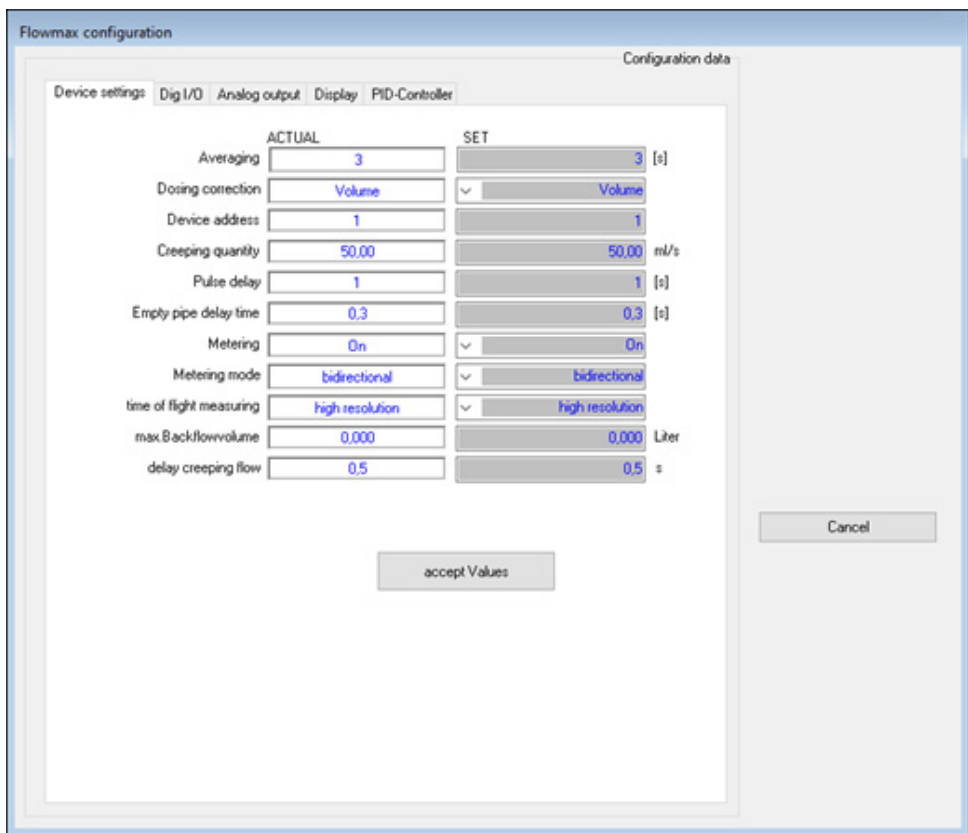 Flowmax configuration
Configuration data
Device settings Dig I/O Analog output Display PID-Controller
ACTUAL SET
Averaging 3 3 [s]
Dosing correction Volume Volume
Device address 1 1
Creeping quantity 50,00 50,00 ml/s
Pulse delay 1 1 [s]
Empty pipe delay time 0,3 0,3 [s]
Metering On On
Metering mode bidirectional bidirectional
time of flight measuring high resolution high resolution
max.Backflowvolume 0,000 0,000 Liter
delay creeping flow 0,5 0,5 s
Cancel
accept Values